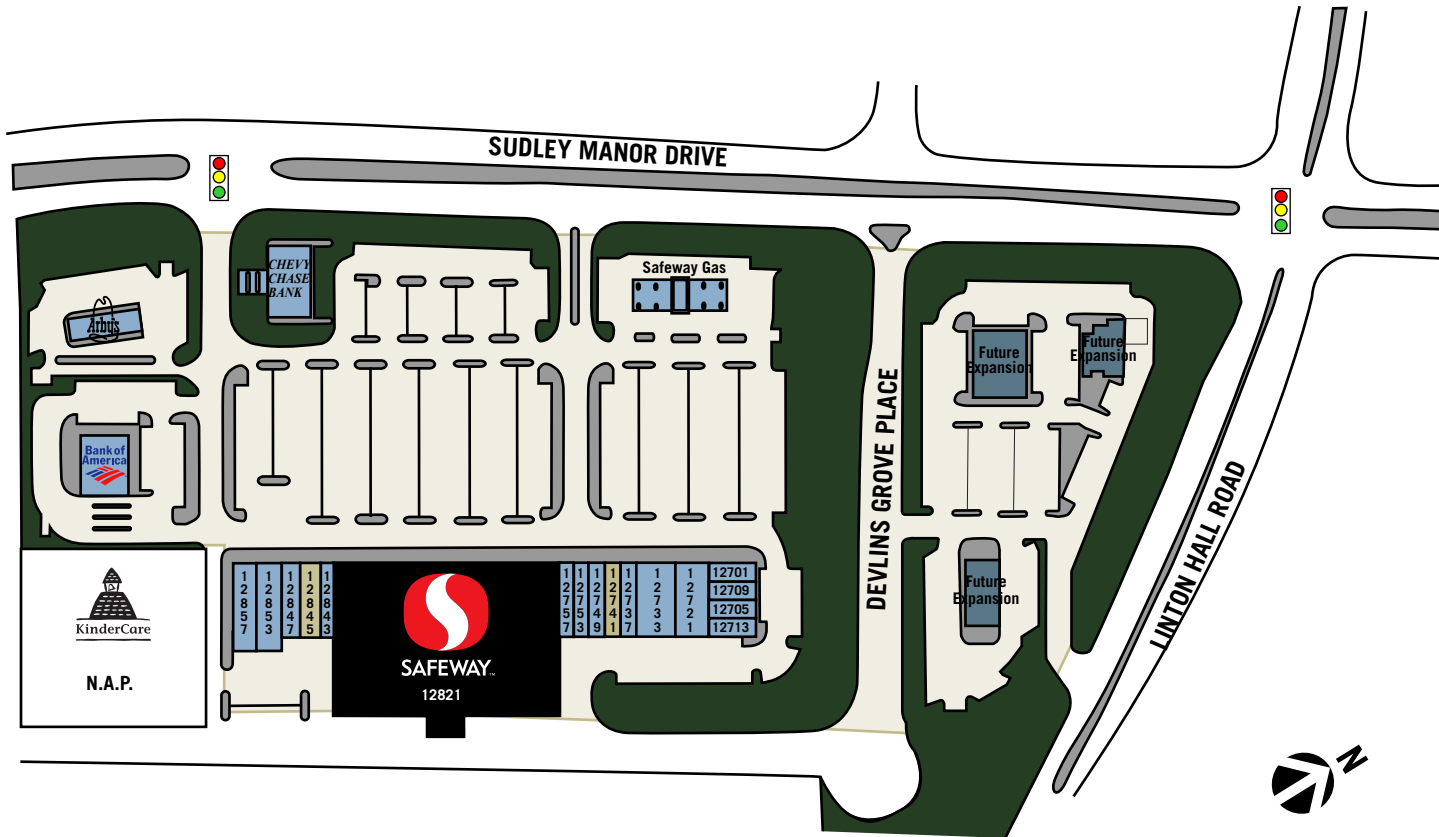 SUDLEY MANOR DRIVE
CHEVY
CHASE
BANK
Safeway Gas
Arby's
Future
Expansion
Future
Expansion
Bank of
America
DEVLINS GROVE PLACE
LINTON HALL ROAD
KinderCare
N.A.P.
12857
12853
12847
1845
12843
SAFEWAY™
12821
12757
12753
12749
12741
12737
12733
12721
12701
12709
12705
12713
Future
Expansion
N